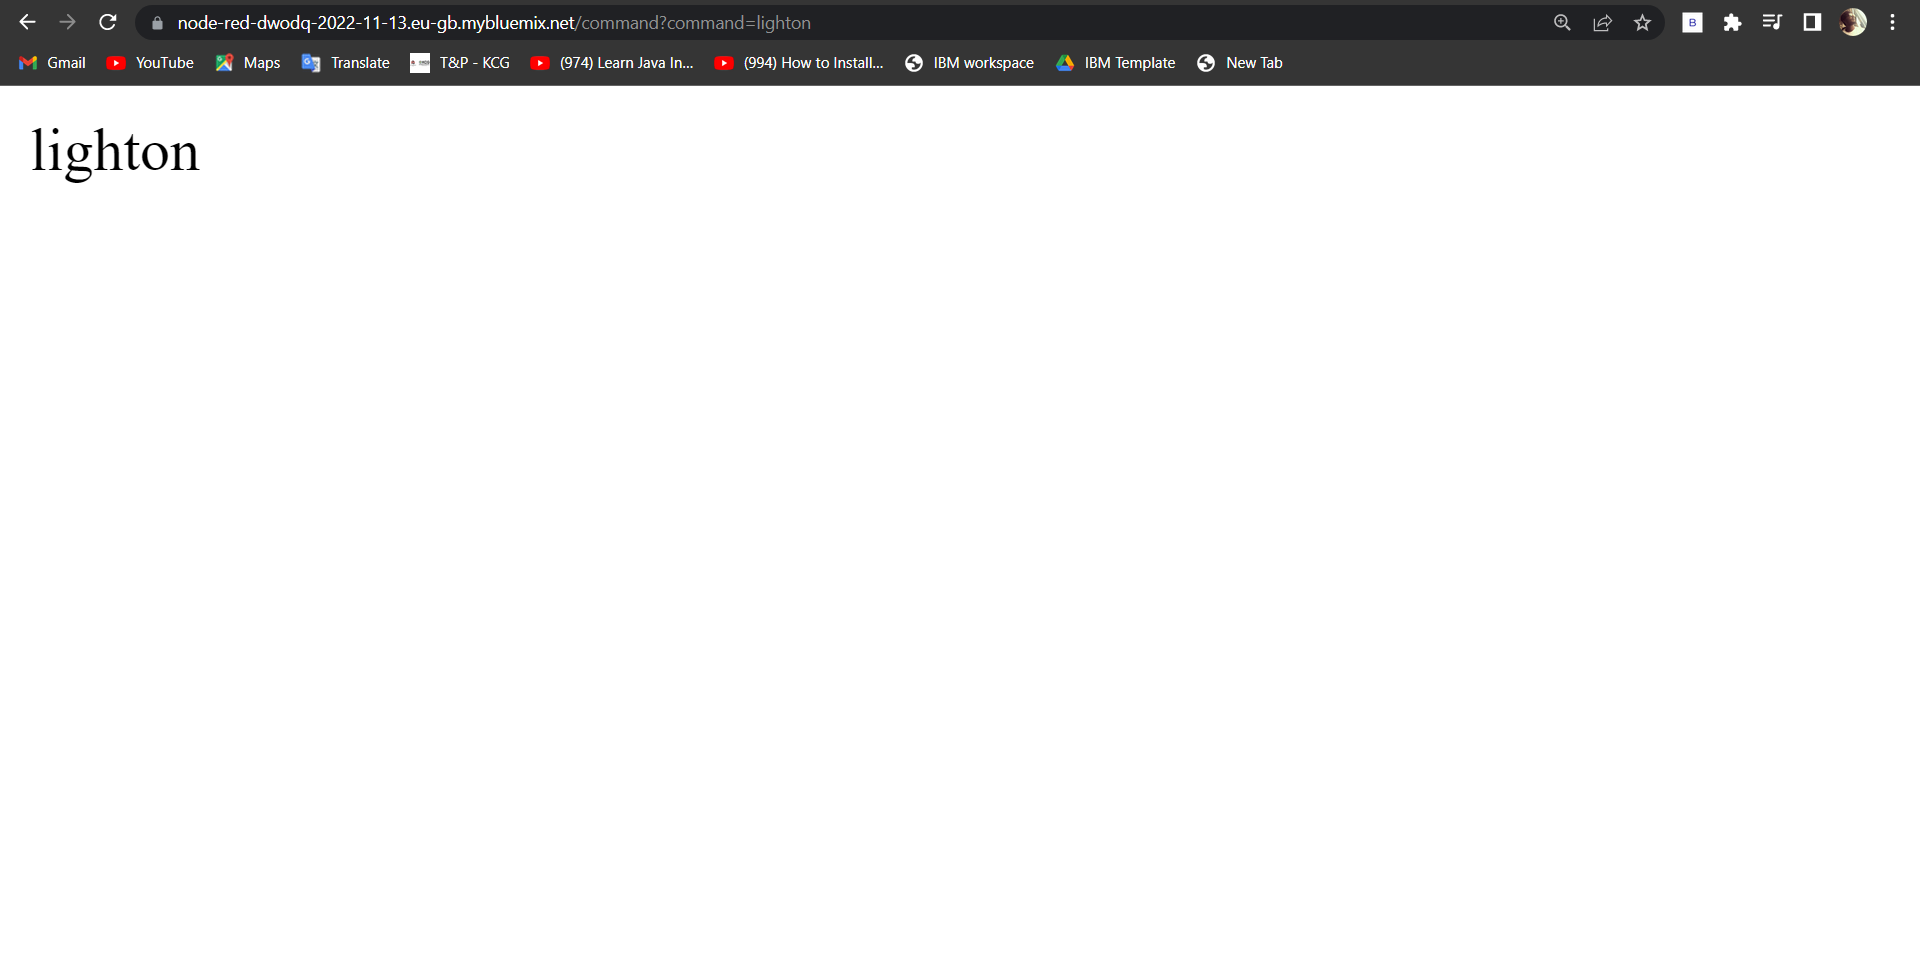 node-red-dwodq-2022-11-13.eu-gb.mybluemix.net/command?command=lighton
B
Gmail YouTube Maps Translate T&P - KCG (974) Learn Java In... (994) How to Install... IBM workspace IBM Template New Tab
lighton